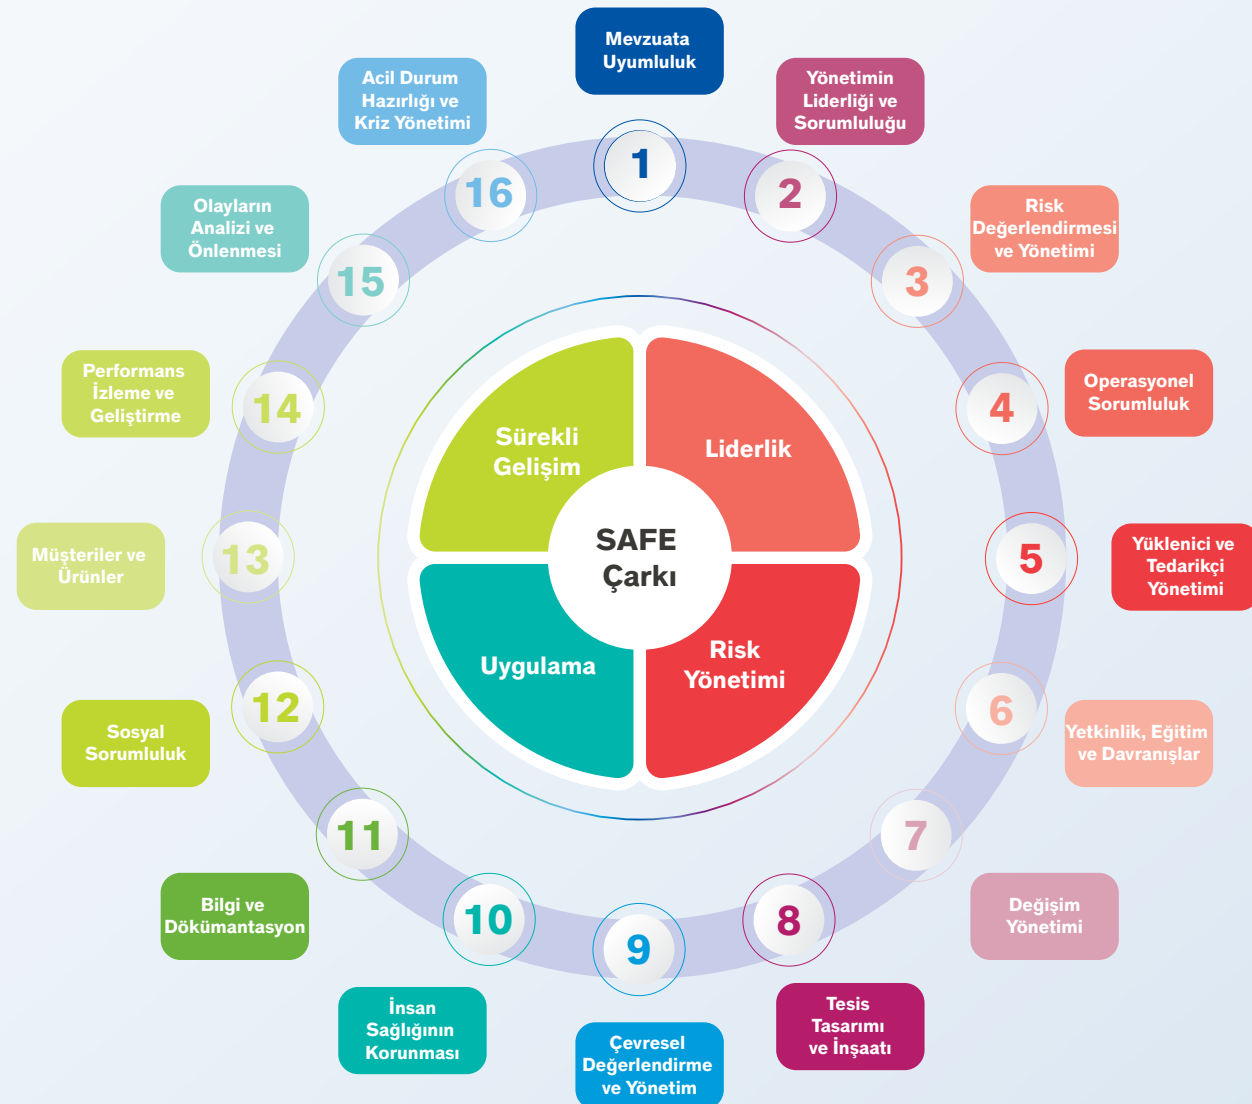 Mevzuata
Uyumluluk
1
Yönetimin
Liderliği ve
Sorumluluğu
2
Risk
Değerlendirmesi
ve Yönetimi
3
Operasyonel
Sorumluluk
4
Yüklenici ve
Tedarikçi
Yönetimi
5
Yetkinlik, Eğitim
ve Davranışlar
6
Değişim
Yönetimi
7
Tesis
Tasarımı
ve İnşaatı
8
Çevresel
Değerlendirme
ve Yönetim
9
İnsan
Sağlığının
Korunması
10
Bilgi ve
Dökümantasyon
11
Sosyal
Sorumluluk
12
Müşteriler ve
Ürünler
13
Performans
İzleme ve
Geliştirme
14
Olayların
Analizi ve
Önlenmesi
15
Acil Durum
Hazırlığı ve
Kriz Yönetimi
16
Sürekli
Gelişim
Liderlik
SAFE
Çarkı
Uygulama
Risk
Yönetimi